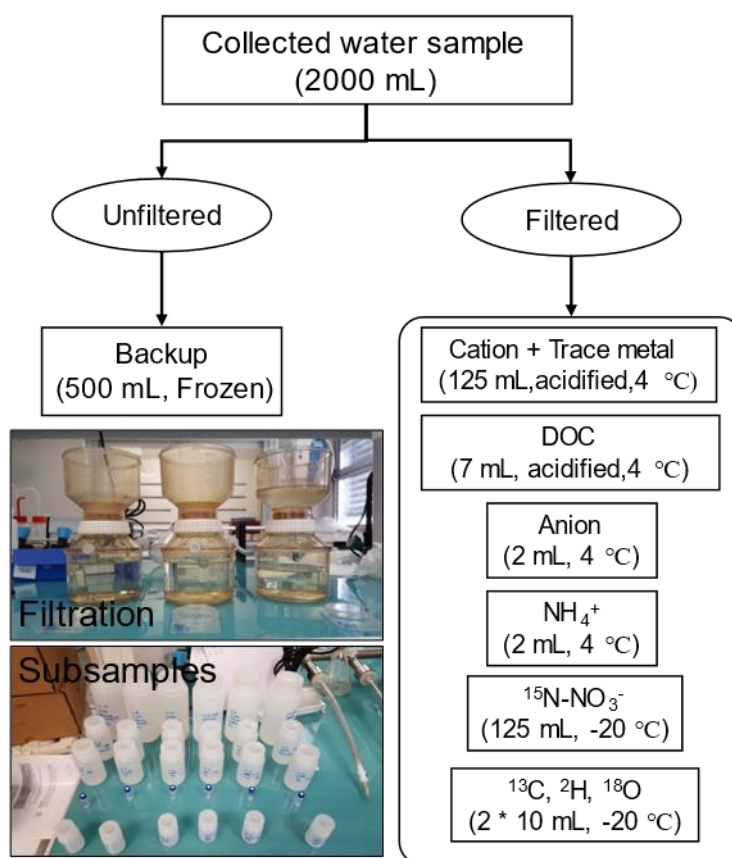 Collected water sample
(2000 mL)
Unfiltered
Filtered
Backup
(500 mL, Frozen)
Cation + Trace metal
(125 mL,acidified,4 °C)
DOC
(7 mL, acidified,4 °C)
Anion
(2 mL, 4 °C)
NH₄⁺
(2 mL, 4 °C)
¹⁵N-NO₃⁻
(125 mL, -20 °C)
¹³C, ²H, ¹⁸O
(2 * 10 mL, -20 °C)
Filtration
Subsamples